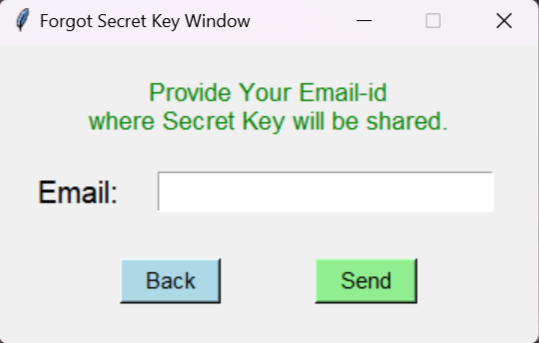 Forgot Secret Key Window
Provide Your Email-id
where Secret Key will be shared.
Email:
Back Send